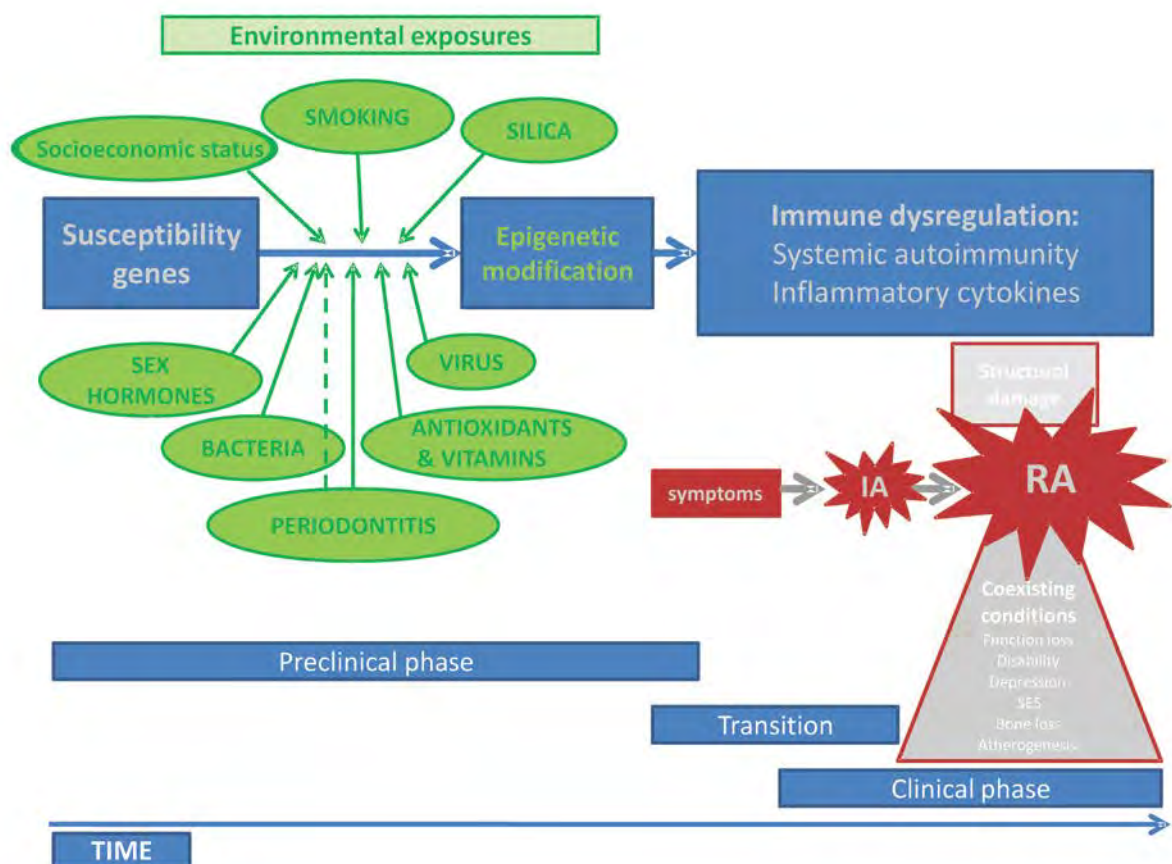 Environmental exposures
SMOKING
SILICA
Socioeconomic status
Susceptibility
genes
Epigenetic
modification
Immune dysregulation:
Systemic autoimmunity
Inflammatory cytokines
SEX
HORMONES
VIRUS
BACTERIA
ANTIOXIDANTS
& VITAMINS
PERIODONTITIS
Structural
damage
symptoms
IA
RA
Coexisting
conditions
Function loss
Disability
Depression
SES
Bone loss
Atherogenesis
Preclinical phase
Transition
Clinical phase
TIME